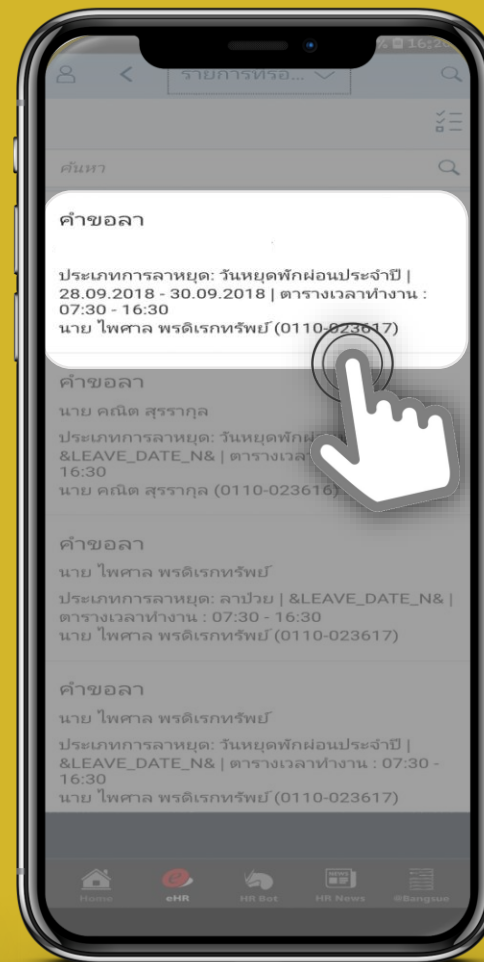 16:20
รายการที่รอ...
ค้นหา
คำขอลา
ประเภทการลาหยุด: วันหยุดพักผ่อนประจำปี |
28.09.2018 - 30.09.2018 | ตารางเวลาทำงาน :
07:30 - 16:30
นาย ไพศาล พรดิเรกทรัพย์ (0110-023617)
คำขอลา
นาย คณิต สุรรากุล
ประเภทการลาหยุด: วันหยุดพัก
&LEAVE_DATE_N& | ตารางเวลา
16:30
นาย คณิต สุรรากุล (0110-023616)
คำขอลา
นาย ไพศาล พรดิเรกทรัพย์
ประเภทการลาหยุด: ลาป่วย | &LEAVE_DATE_N& |
ตารางเวลาทำงาน : 07:30 - 16:30
นาย ไพศาล พรดิเรกทรัพย์ (0110-023617)
คำขอลา
นาย ไพศาล พรดิเรกทรัพย์
ประเภทการลาหยุด: วันหยุดพักผ่อนประจำปี |
&LEAVE_DATE_N& | ตารางเวลาทำงาน : 07:30 -
16:30
นาย ไพศาล พรดิเรกทรัพย์ (0110-023617)
Home eHR HR Bot HR News @Bangsue